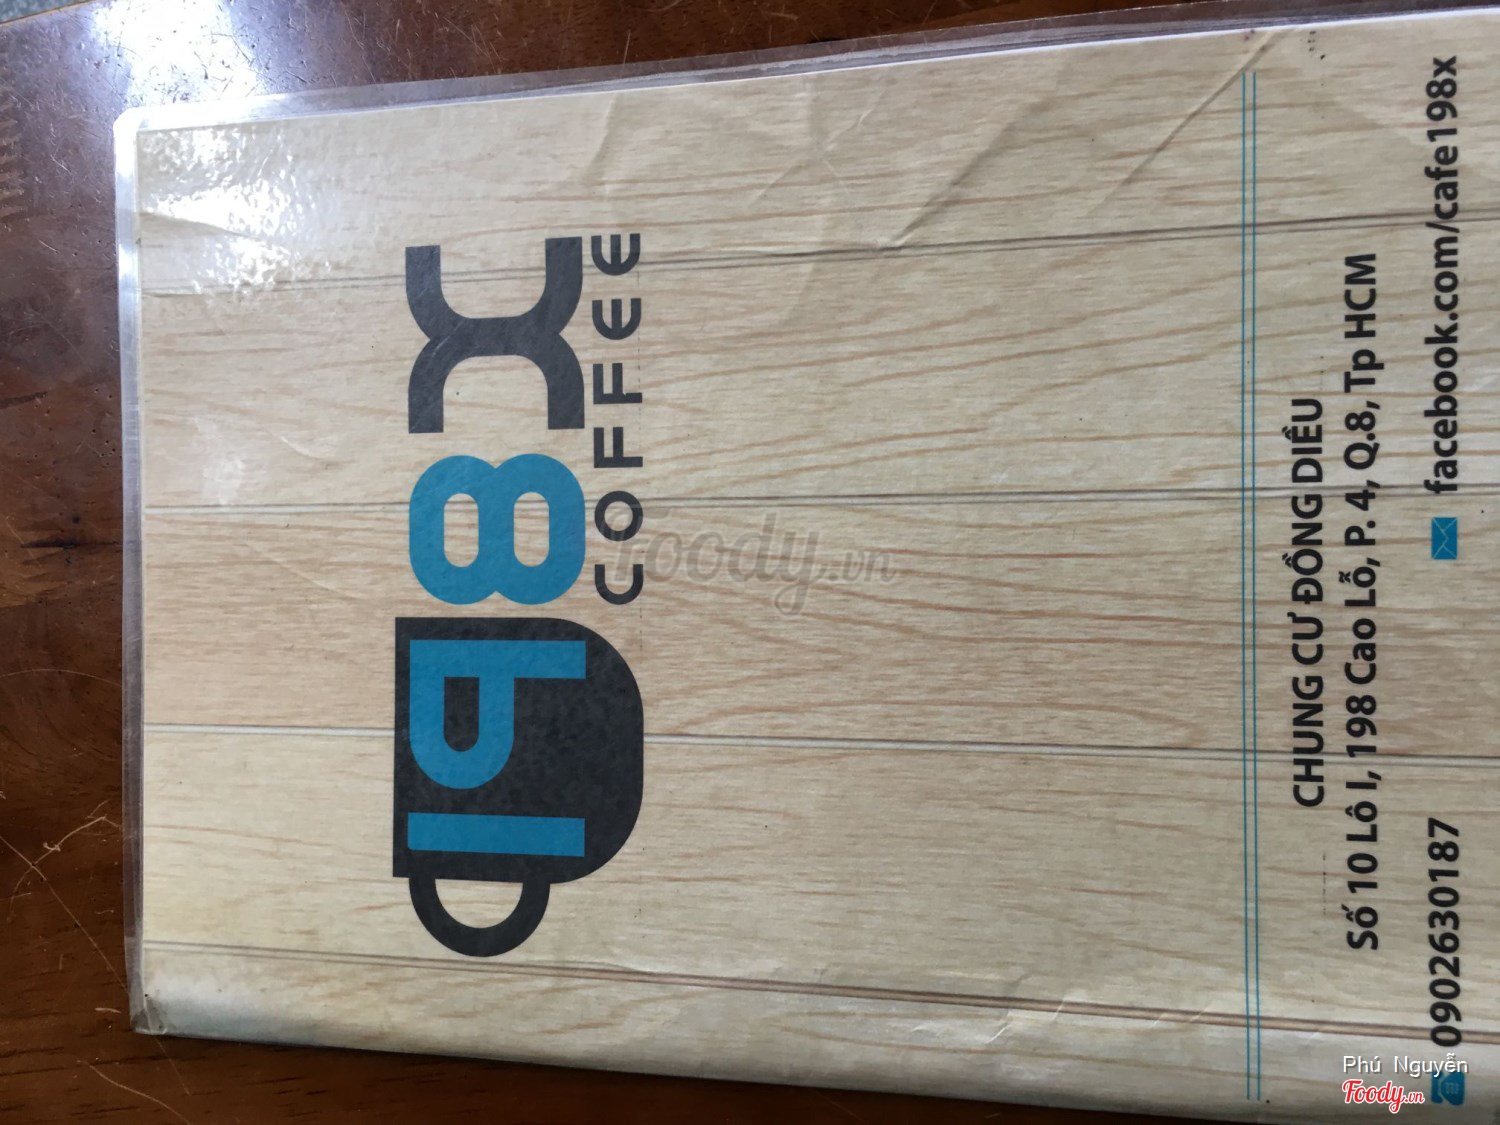 198X
COFFEE
foody.vn
CHUNG CƯ ĐỒNG DIỀU
Số 10 Lô I, 198 Cao Lỗ, P. 4, Q.8, Tp HCM
0902630187 facebook.com/cafe198x
Phú Nguyễn
Foody.vn